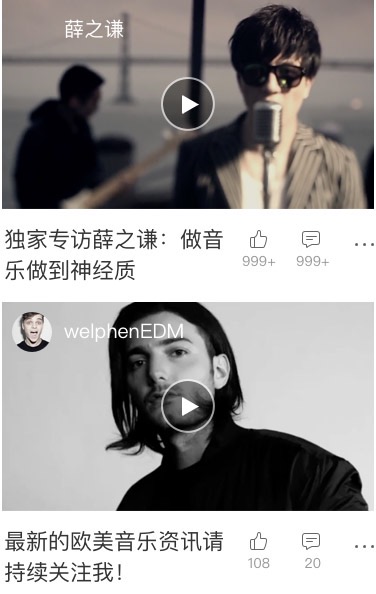 薛之谦
独家专访薛之谦：做音
乐做到神经质
999+
999+
welphenEDM
最新的欧美音乐资讯请
持续关注我！
108
20